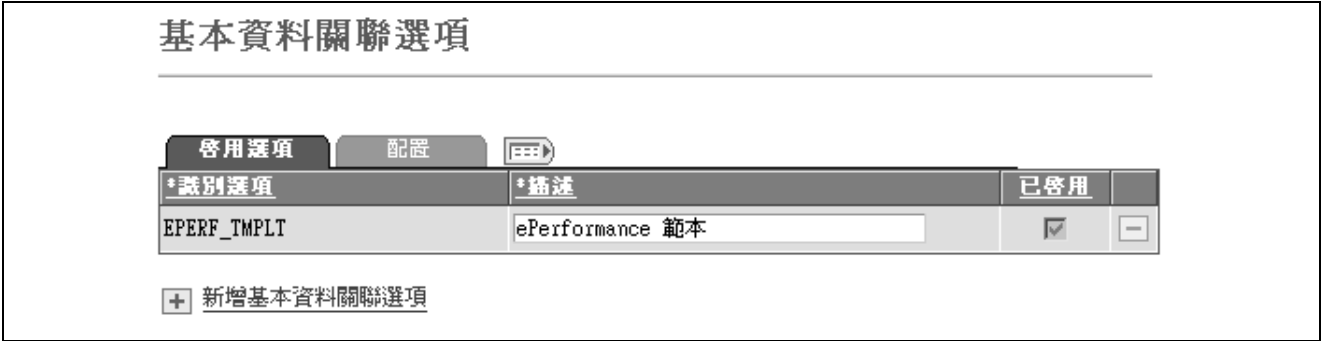 基本資料關聯選項
啓用選項 配置
*識別選項 *描述 已啓用
EPERF_TMPLT ePerformance 範本
新增基本資料關聯選項